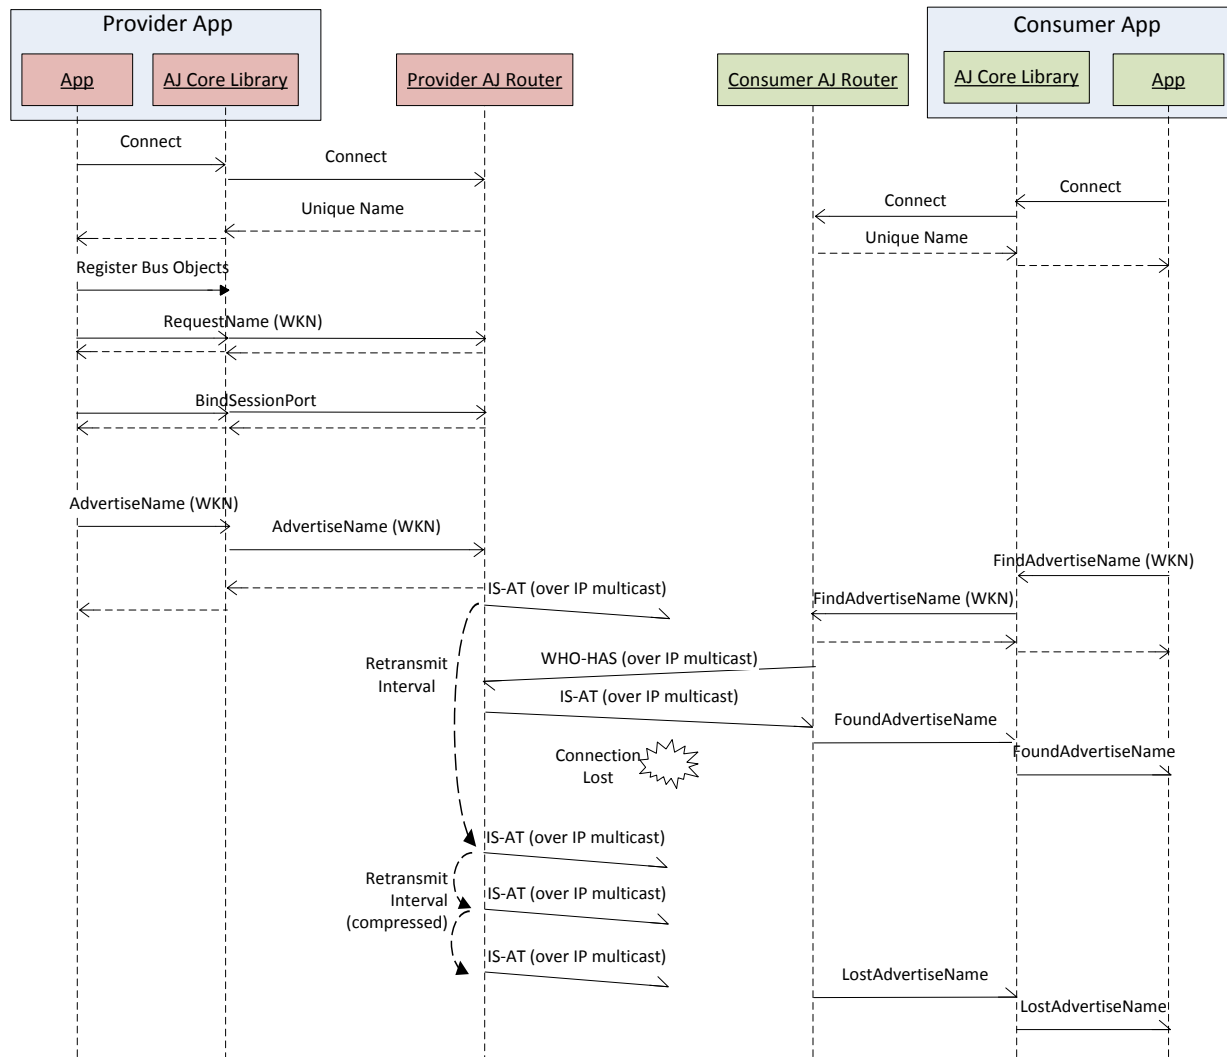 Provider App
Consumer App
App
AJ Core Library
Provider AJ Router
Consumer AJ Router
AJ Core Library
App
Connect
Connect
Connect
Connect
Unique Name
Unique Name
Register Bus Objects
RequestName (WKN)
BindSessionPort
AdvertiseName (WKN)
AdvertiseName (WKN)
FindAdvertiseName (WKN)
IS-AT (over IP multicast)
FindAdvertiseName (WKN)
Retransmit
Interval
WHO-HAS (over IP multicast)
IS-AT (over IP multicast)
FoundAdvertiseName
Connection
Lost
FoundAdvertiseName
IS-AT (over IP multicast)
Retransmit
Interval
(compressed)
IS-AT (over IP multicast)
IS-AT (over IP multicast)
LostAdvertiseName
LostAdvertiseName